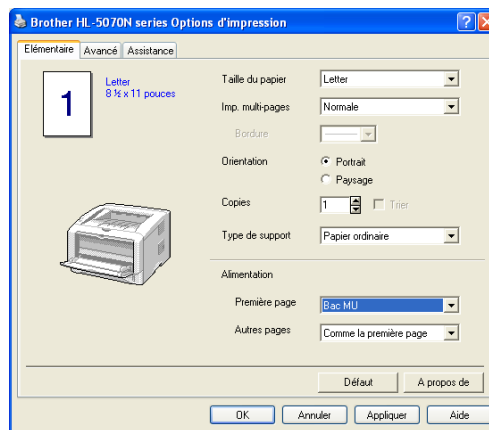 Brother HL-5070N series Options d'impression
Elémentaire Avancé Assistance
1
Letter
8 ½ x 11 pouces
Taille du papier Letter
Imp. multi-pages Normale
Bordure
Orientation Portrait
Paysage
Copies 1 Trier
Type de support Papier ordinaire
Alimentation
Première page Bac MU
Autres pages Comme la première page
Défaut A propos de
OK Annuler Appliquer Aide